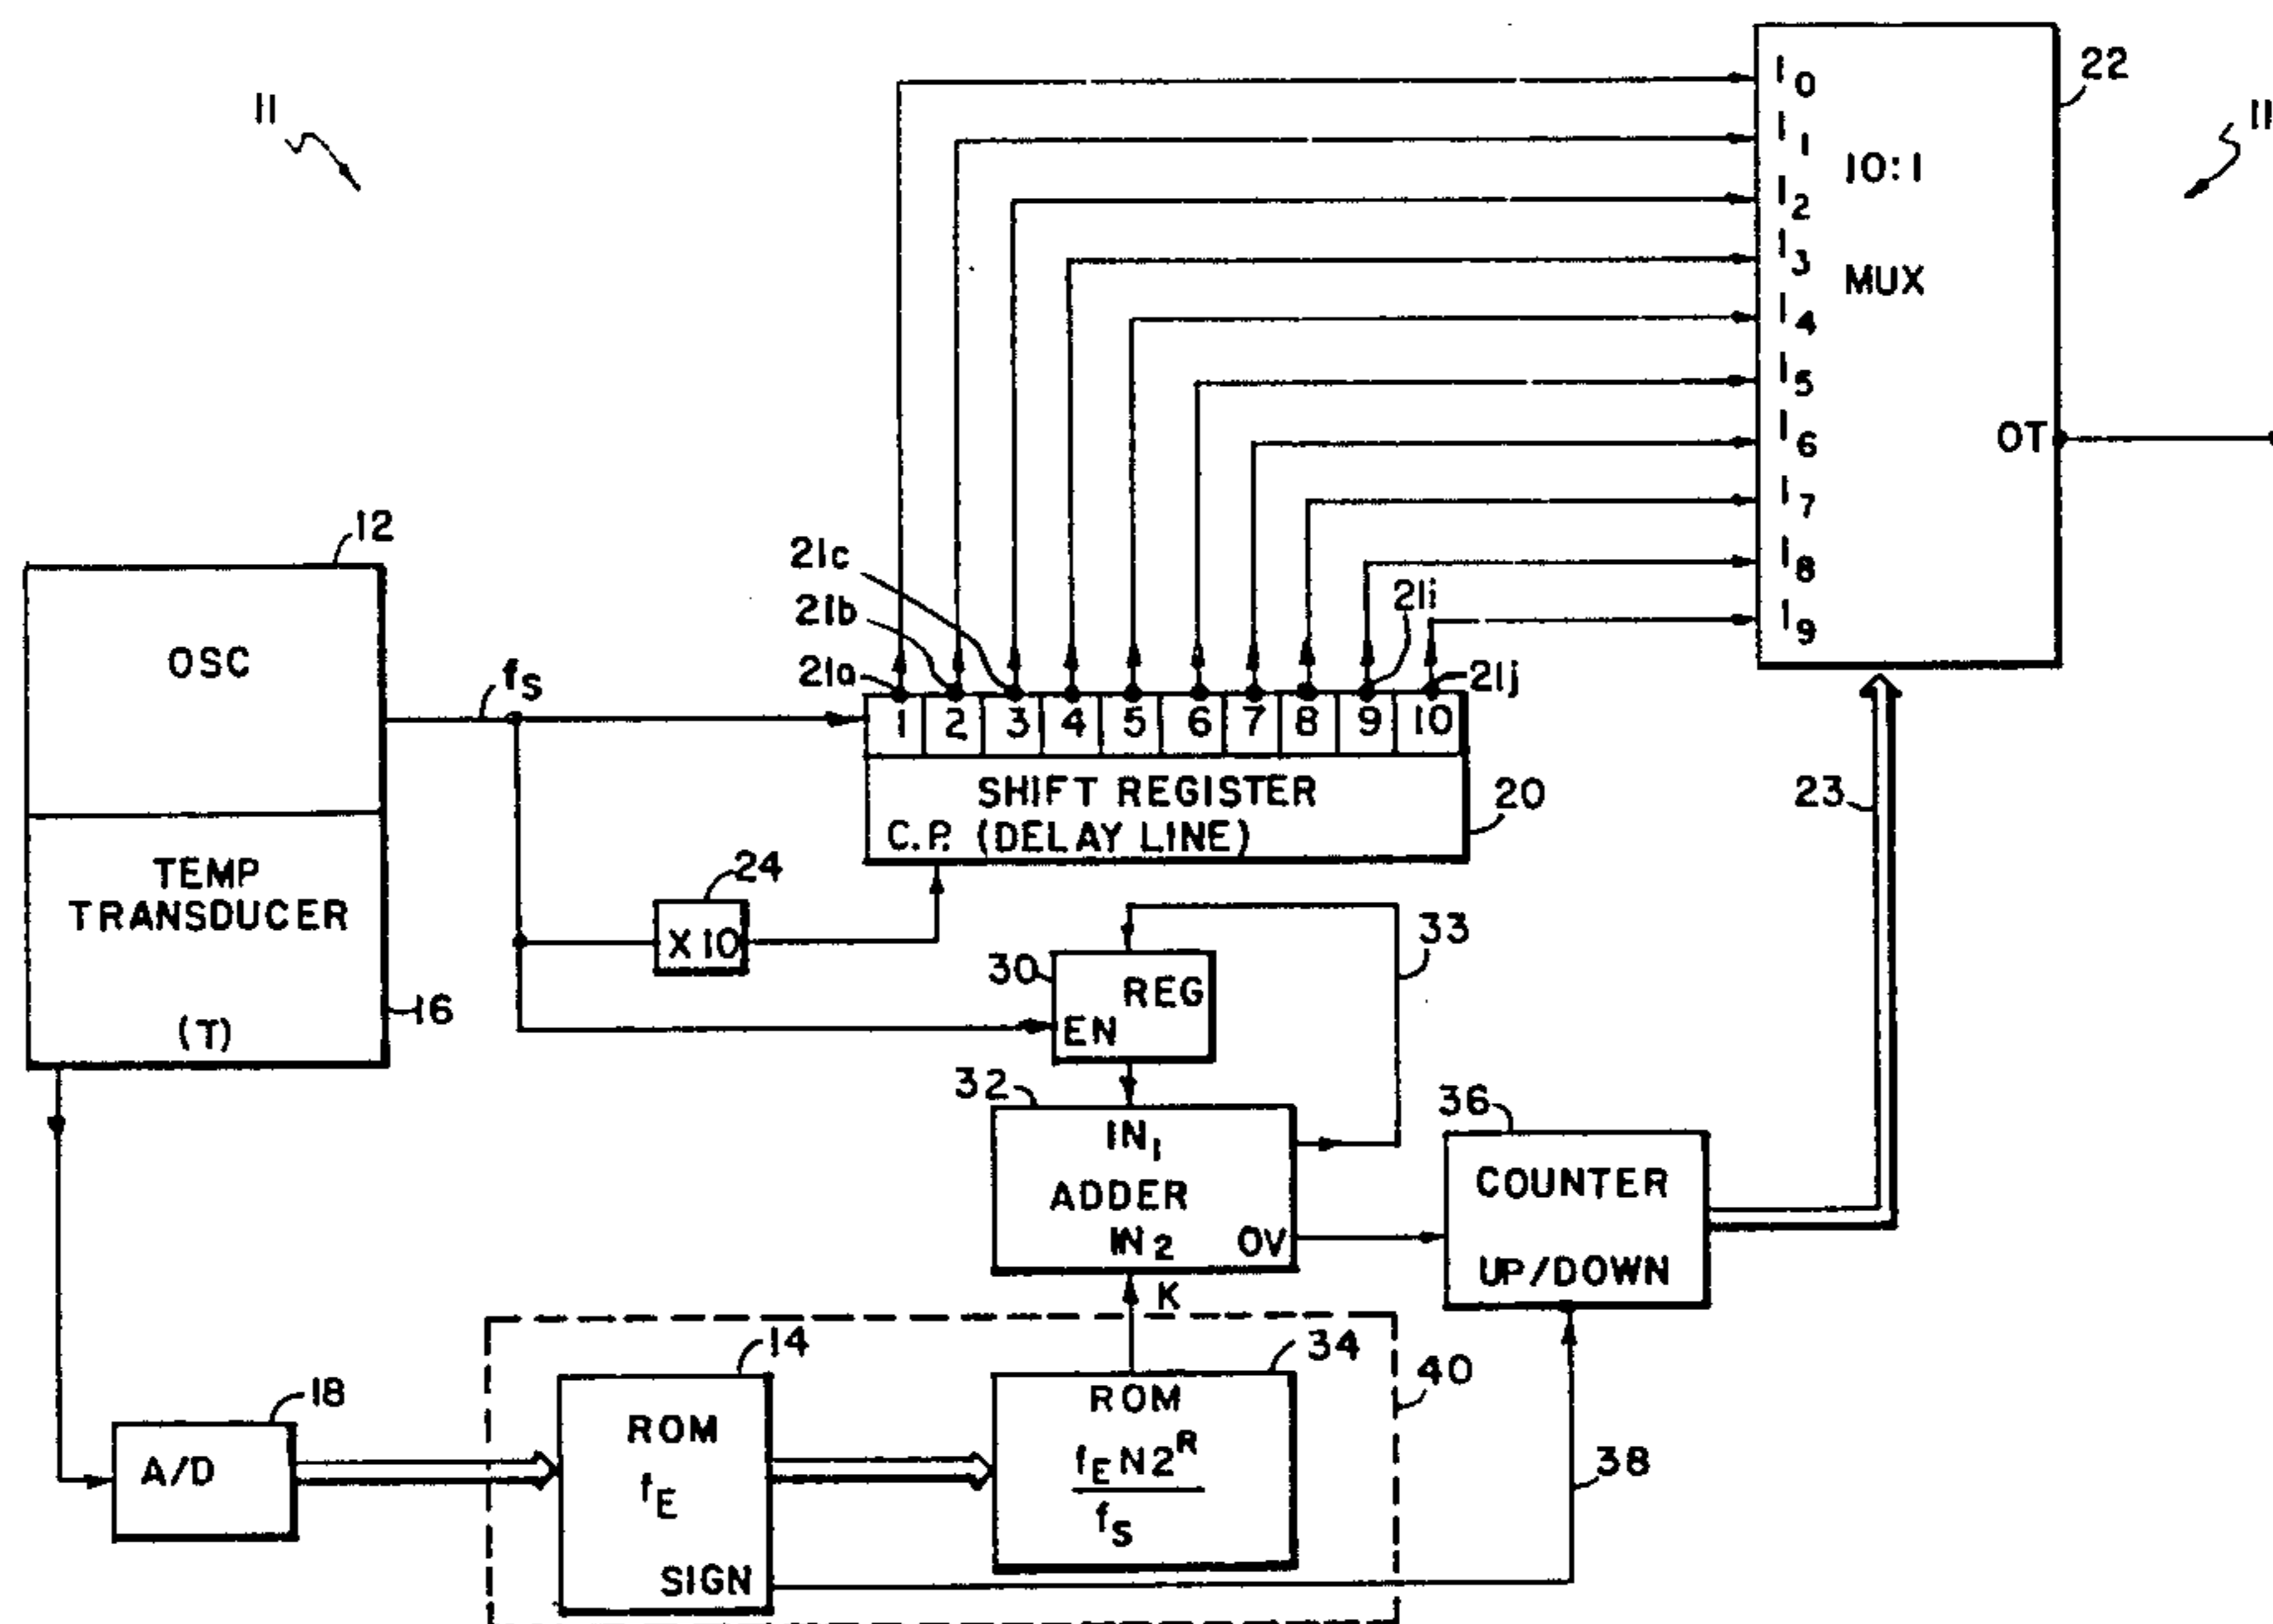 11
22
11
I0
I1
I2
I3
I4
I5
I6
I7
I8
I9
10:1
MUX
OT
12
OSC
fS
21c
21b
21a
21i
21j
1 2 3 4 5 6 7 8 9 10
SHIFT REGISTER
C.P. (DELAY LINE)
20
23
TEMP
TRANSDUCER
(T)
16
24
X10
30
REG
EN
33
32
IN1
ADDER
IN2
OV
36
COUNTER
UP/DOWN
K
14
34
40
18
A/D
ROM
fE
SIGN
ROM
fEN2^R
fS
38